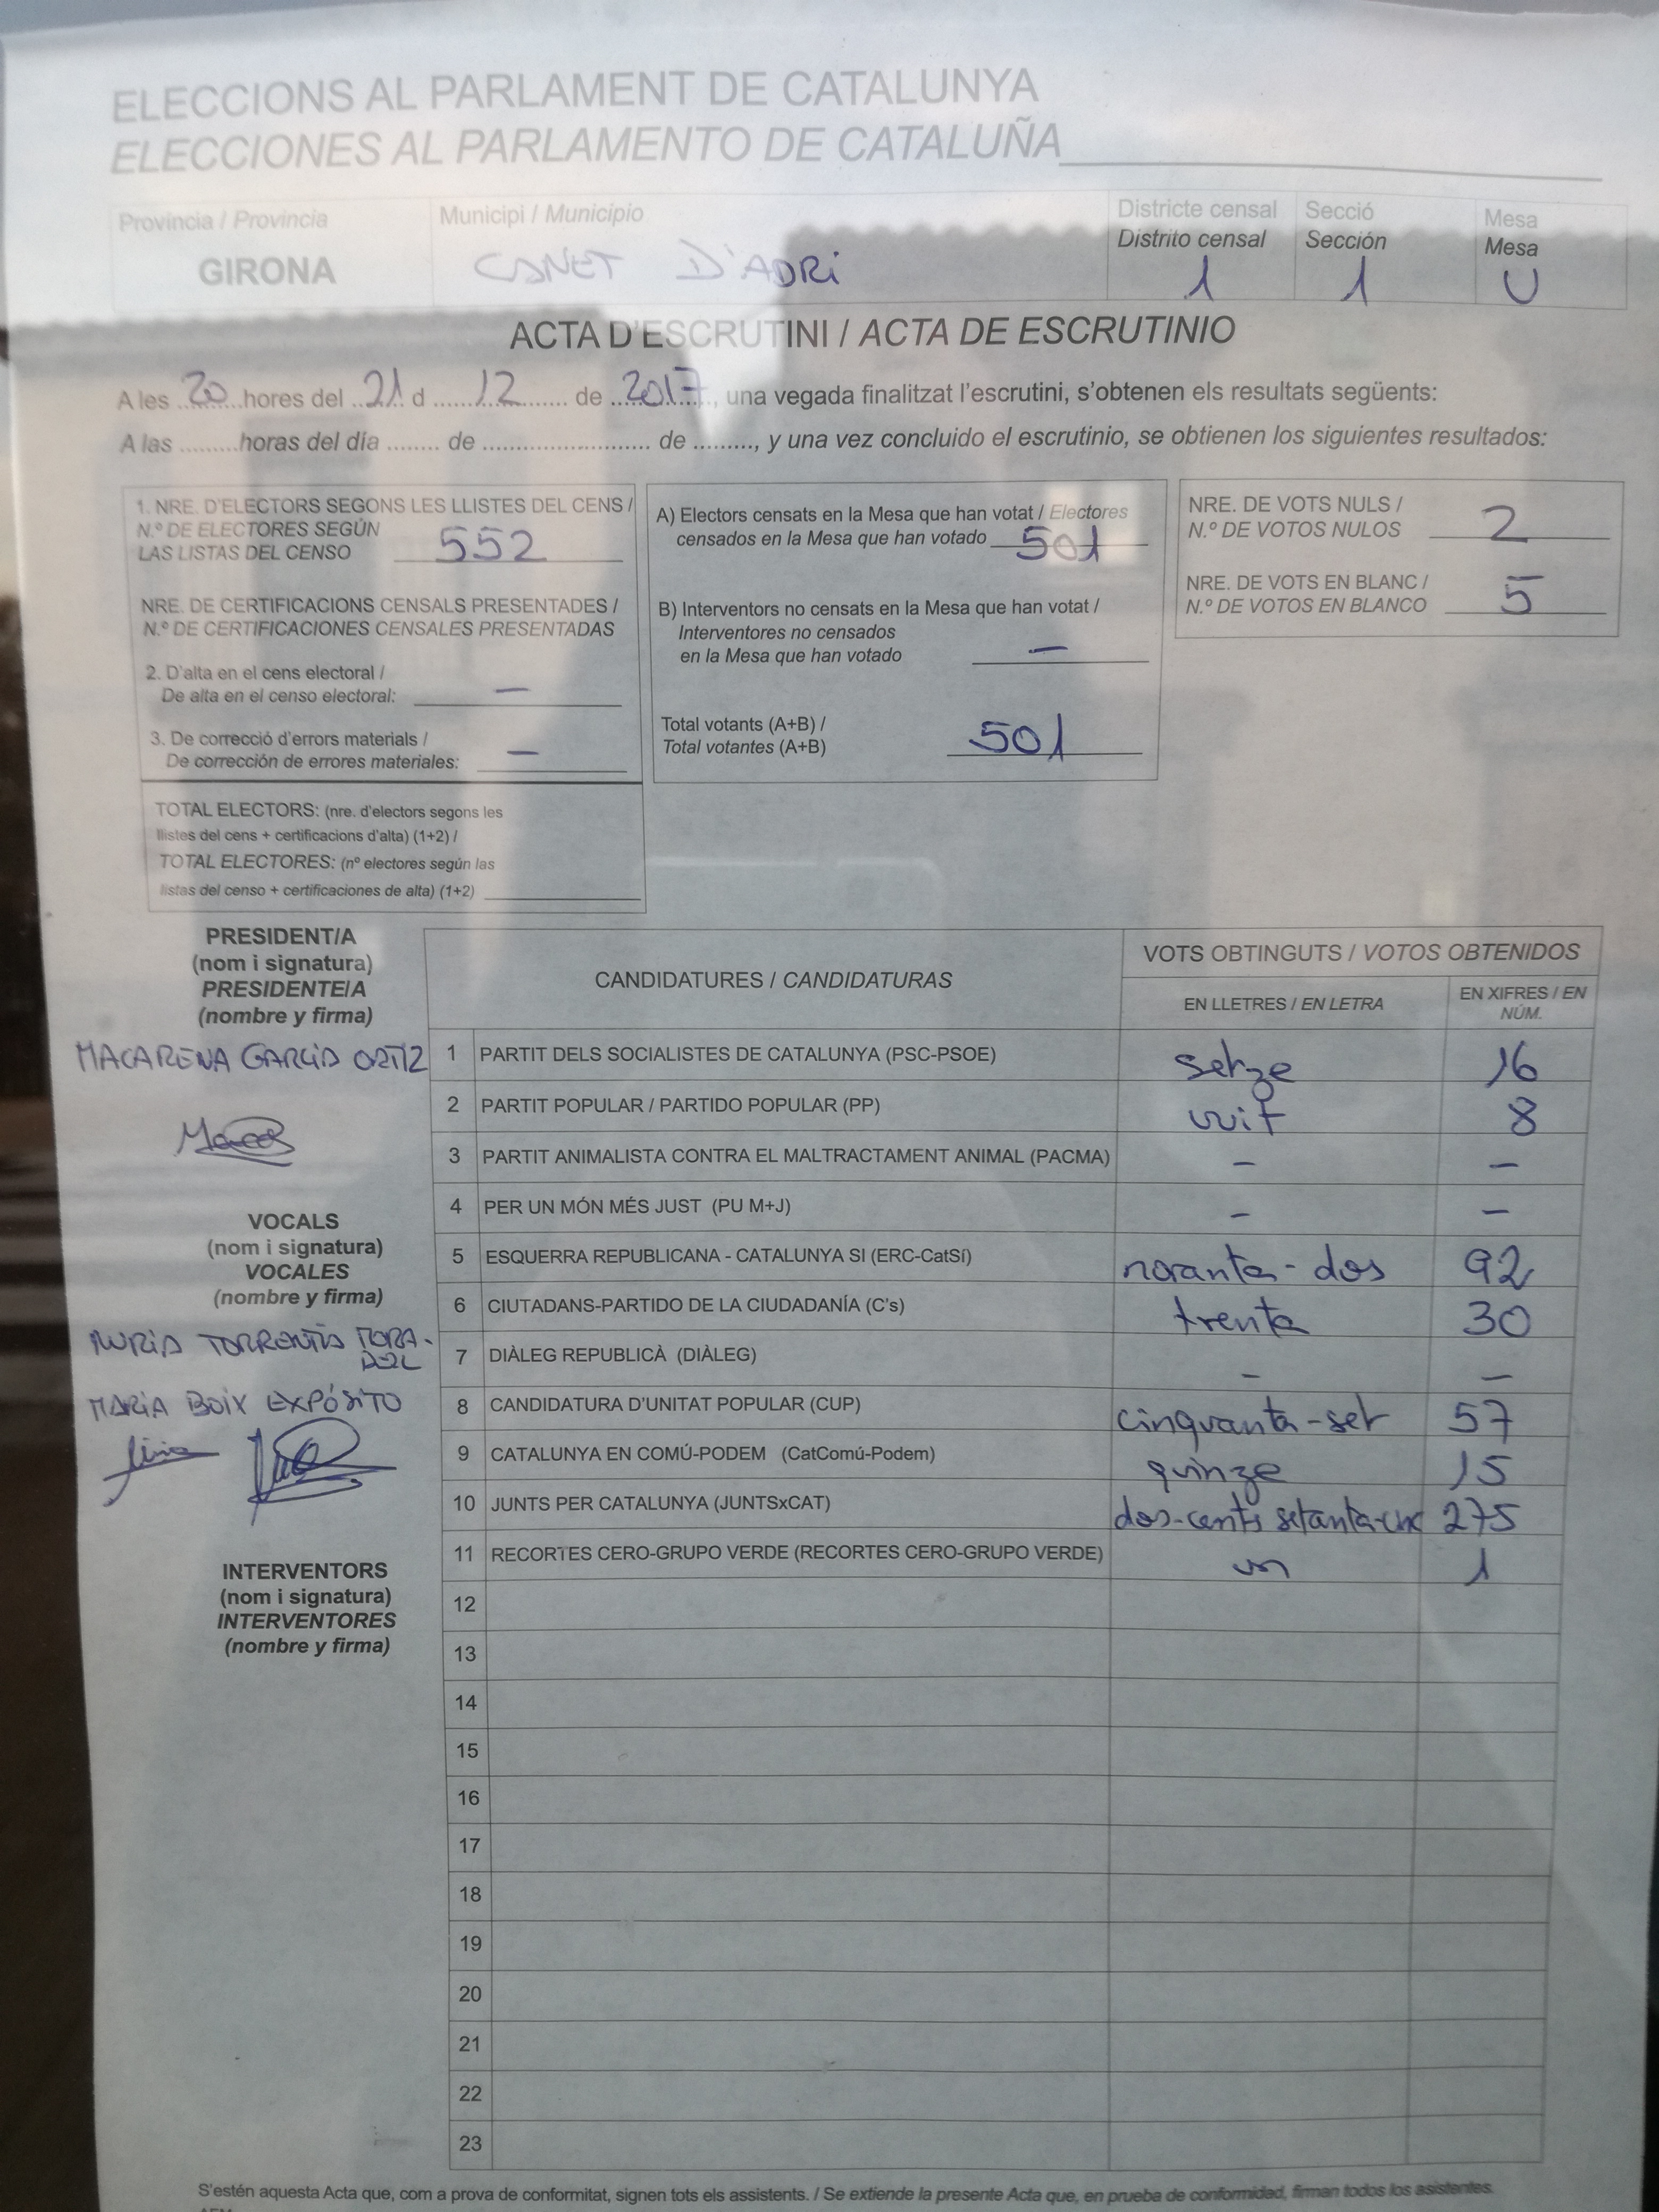 ELECCIONS AL PARLAMENT DE CATALUNYA
ELECCIONES AL PARLAMENTO DE CATALUÑA
Provincia / Provincia
GIRONA
Municipi / Municipio
CANET D'ADRI
Districte censal
Distrito censal
1
Secció
Sección
1
Mesa
Mesa
U
ACTA D'ESCRUTINI / ACTA DE ESCRUTINIO
A les 20 hores del 21 d 12 de 2017, una vegada finalitzat l'escrutini, s'obtenen els resultats següents:
A las ......... horas del día ........ de .......................... de ........., y una vez concluido el escrutinio, se obtienen los siguientes resultados:
1. NRE. D'ELECTORS SEGONS LES LLISTES DEL CENS /
N.º DE ELECTORES SEGÚN
LAS LISTAS DEL CENSO 552
NRE. DE CERTIFICACIONS CENSALS PRESENTADES /
N.º DE CERTIFICACIONES CENSALES PRESENTADAS
2. D'alta en el cens electoral /
De alta en el censo electoral: –
3. De correcció d'errors materials /
De corrección de errores materiales: –
TOTAL ELECTORS: (nre. d'electors segons les
llistes del cens + certificacions d'alta) (1+2) /
TOTAL ELECTORES: (nº electores según las
listas del censo + certificaciones de alta) (1+2)
A) Electors censats en la Mesa que han votat / Electores
censados en la Mesa que han votado 501
B) Interventors no censats en la Mesa que han votat /
Interventores no censados
en la Mesa que han votado –
Total votants (A+B) /
Total votantes (A+B) 501
NRE. DE VOTS NULS /
N.º DE VOTOS NULOS 2
NRE. DE VOTS EN BLANC /
N.º DE VOTOS EN BLANCO 5
PRESIDENT/A
(nom i signatura)
PRESIDENTE/A
(nombre y firma)
MACARENA GARCIA ORTIZ
VOCALS
(nom i signatura)
VOCALES
(nombre y firma)
MARIA BOIX EXPÓSITO
INTERVENTORS
(nom i signatura)
INTERVENTORES
(nombre y firma)
CANDIDATURES / CANDIDATURAS
VOTS OBTINGUTS / VOTOS OBTENIDOS
EN LLETRES / EN LETRA
EN XIFRES / EN
NÚM.
1 PARTIT DELS SOCIALISTES DE CATALUNYA (PSC-PSOE) setze 16
2 PARTIT POPULAR / PARTIDO POPULAR (PP) vuit 8
3 PARTIT ANIMALISTA CONTRA EL MALTRACTAMENT ANIMAL (PACMA) – –
4 PER UN MÓN MÉS JUST (PU M+J) – –
5 ESQUERRA REPUBLICANA - CATALUNYA SI (ERC-CatSí) noranta-dos 92
6 CIUTADANS-PARTIDO DE LA CIUDADANÍA (C's) trenta 30
7 DIÀLEG REPUBLICÀ (DIÀLEG) – –
8 CANDIDATURA D'UNITAT POPULAR (CUP) cinquanta-set 57
9 CATALUNYA EN COMÚ-PODEM (CatComú-Podem) quinze 15
10 JUNTS PER CATALUNYA (JUNTSxCAT) dos-cents setanta-cinc 275
11 RECORTES CERO-GRUPO VERDE (RECORTES CERO-GRUPO VERDE) un 1
12
13
14
15
16
17
18
19
20
21
22
23
S'estén aquesta Acta que, com a prova de conformitat, signen tots els assistents. / Se extiende la presente Acta que, en prueba de conformidad, firman todos los asistentes.